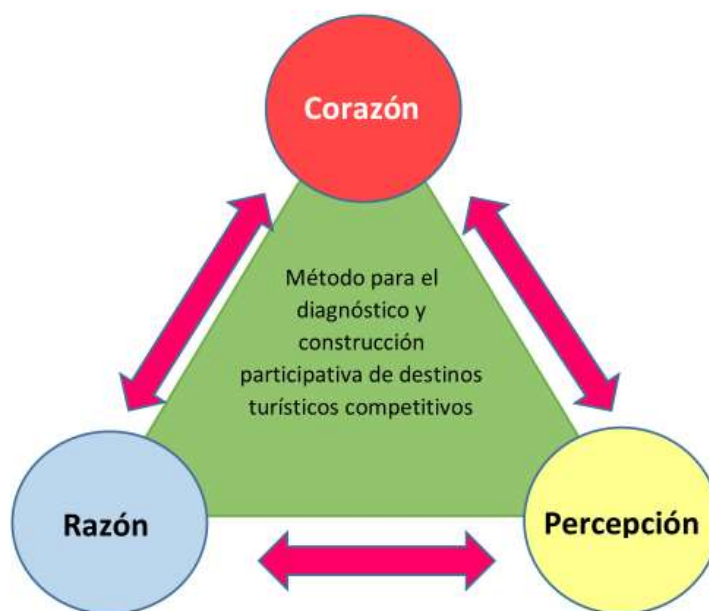 Corazón
Método para el
diagnóstico y
construcción
participativa de destinos
turísticos competitivos
Razón
Percepción